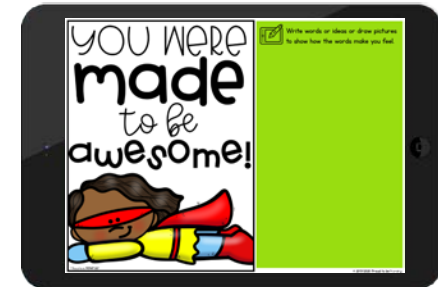 YOU WERE
made
to be
awesome!
Write words or ideas or draw pictures
to show how the words make you feel.